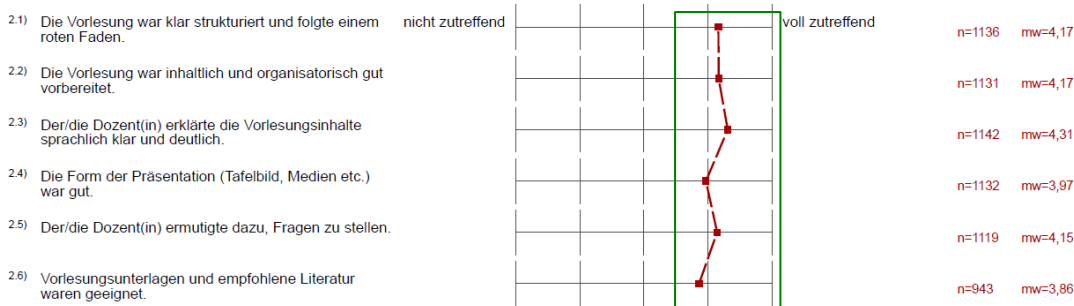 2.1) Die Vorlesung war klar strukturiert und folgte einem roten Faden. nicht zutreffend voll zutreffend n=1136 mw=4,17
2.2) Die Vorlesung war inhaltlich und organisatorisch gut vorbereitet. n=1131 mw=4,17
2.3) Der/die Dozent(in) erklärte die Vorlesungsinhalte sprachlich klar und deutlich. n=1142 mw=4,31
2.4) Die Form der Präsentation (Tafelbild, Medien etc.) war gut. n=1132 mw=3,97
2.5) Der/die Dozent(in) ermutigte dazu, Fragen zu stellen. n=1119 mw=4,15
2.6) Vorlesungsunterlagen und empfohlene Literatur waren geeignet. n=943 mw=3,86